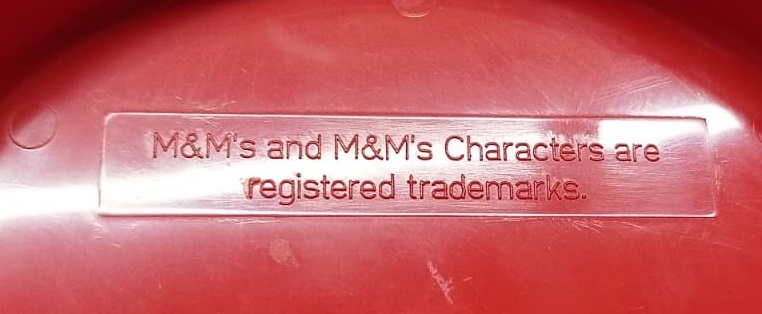 M&M's and M&M's Characters are
registered trademarks.